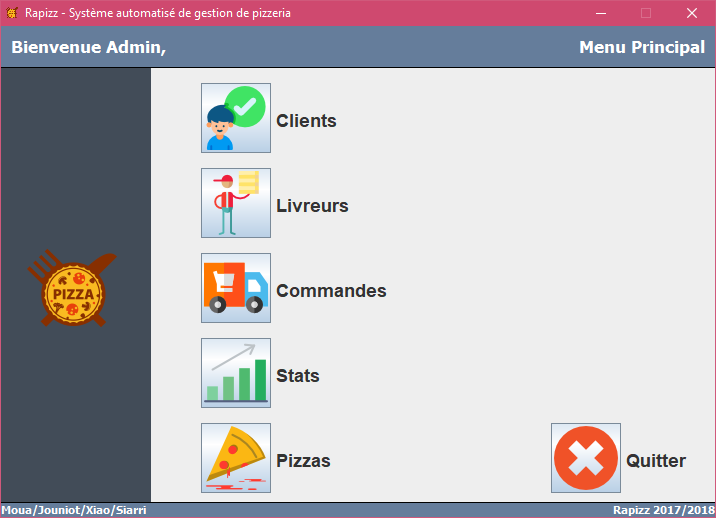 Rapizz - Système automatisé de gestion de pizzeria
Bienvenue Admin,
Menu Principal
Clients
Livreurs
PIZZA
Commandes
Stats
Pizzas
Quitter
Moua/Jouniot/Xiao/Siarri
Rapizz 2017/2018